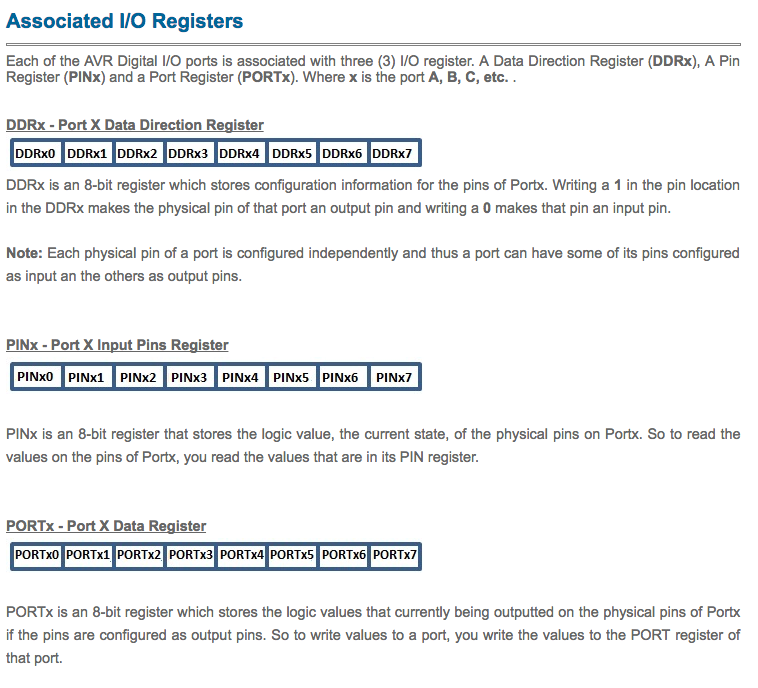 Associated I/O Registers
Each of the AVR Digital I/O ports is associated with three (3) I/O register. A Data Direction Register (DDRx), A Pin
Register (PINx) and a Port Register (PORTx). Where x is the port A, B, C, etc. .
DDRx - Port X Data Direction Register
DDRx0 DDRx1 DDRx2 DDRx3 DDRx4 DDRx5 DDRx6 DDRx7
DDRx is an 8-bit register which stores configuration information for the pins of Portx. Writing a 1 in the pin location
in the DDRx makes the physical pin of that port an output pin and writing a 0 makes that pin an input pin.
Note: Each physical pin of a port is configured independently and thus a port can have some of its pins configured
as input an the others as output pins.
PINx - Port X Input Pins Register
PINx0 PINx1 PINx2 PINx3 PINx4 PINx5 PINx6 PINx7
PINx is an 8-bit register that stores the logic value, the current state, of the physical pins on Portx. So to read the
values on the pins of Portx, you read the values that are in its PIN register.
PORTx - Port X Data Register
PORTx0 PORTx1 PORTx2 PORTx3 PORTx4 PORTx5 PORTx6 PORTx7
PORTx is an 8-bit register which stores the logic values that currently being outputted on the physical pins of Portx
if the pins are configured as output pins. So to write values to a port, you write the values to the PORT register of
that port.